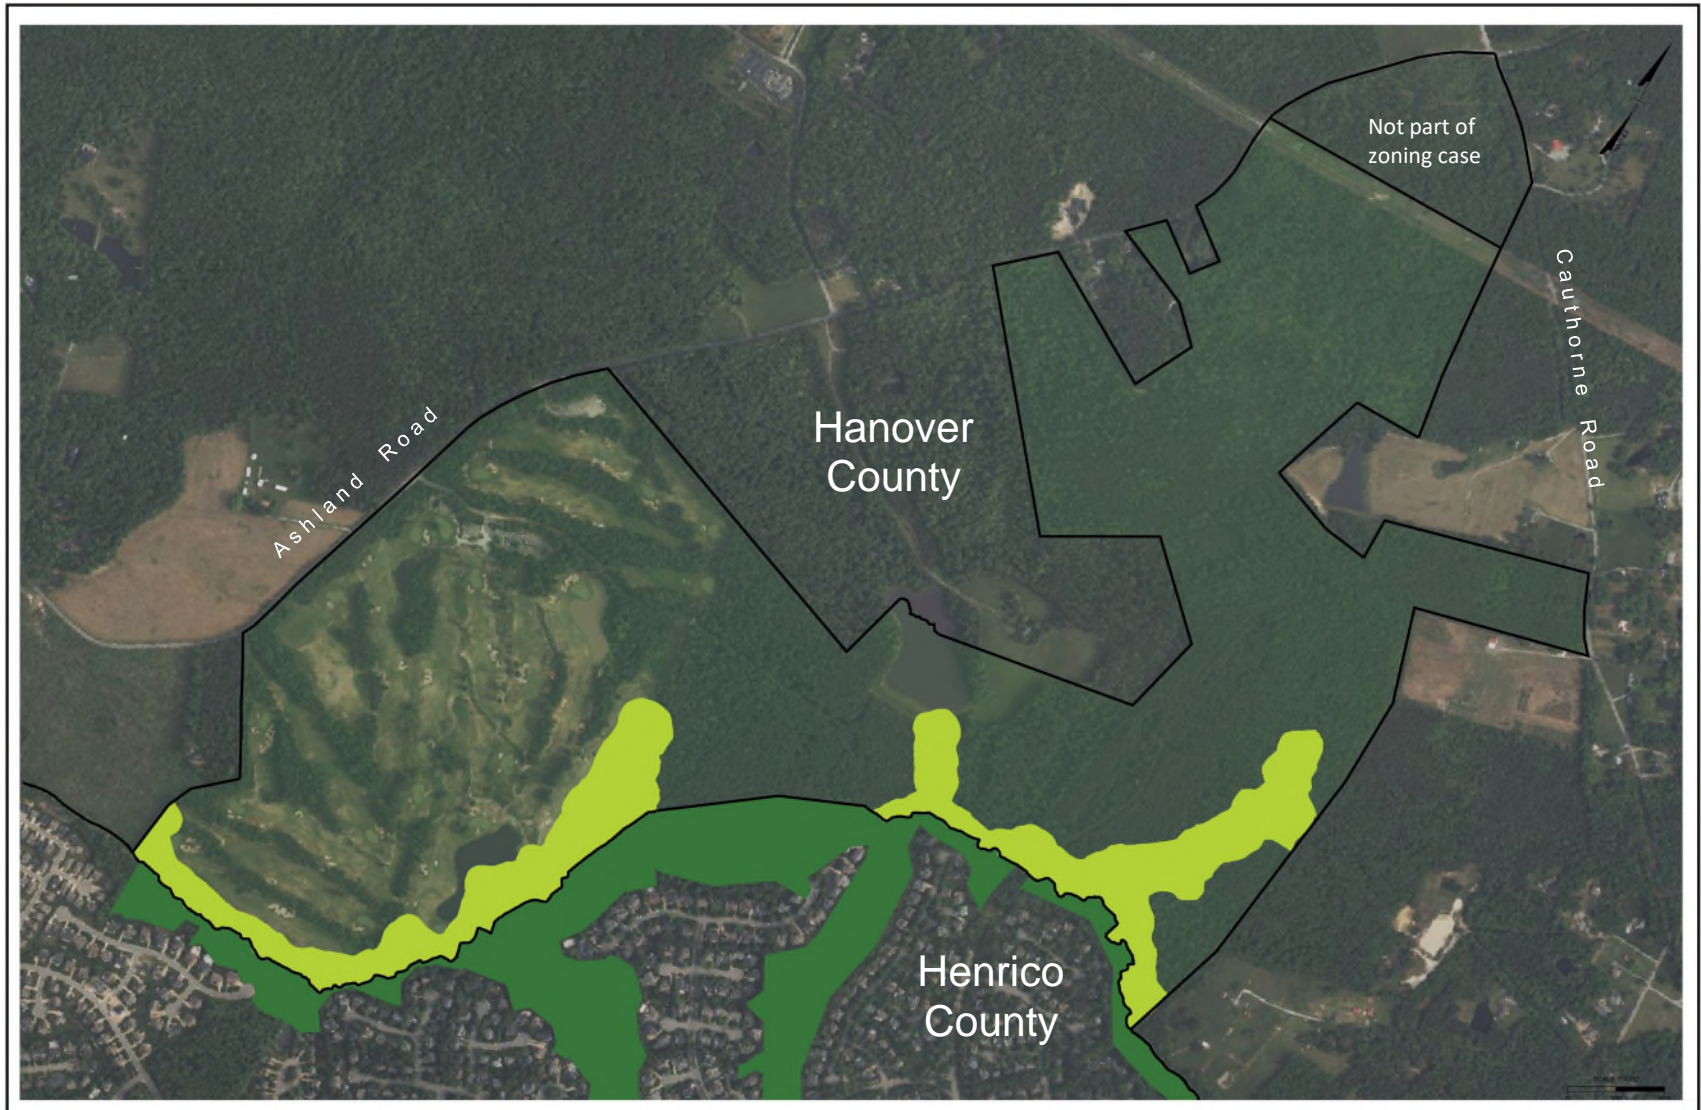 Not part of
zoning case
Cauthorne Road
Ashland Road
Hanover
County
Henrico
County